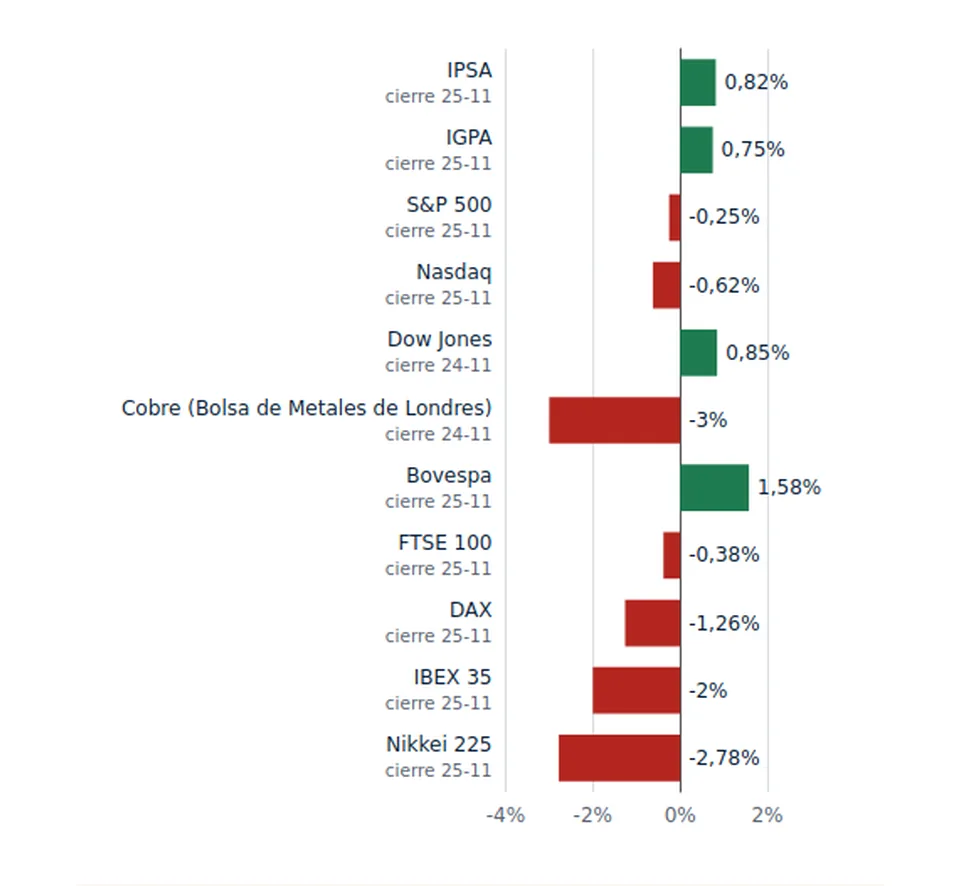 IPSA
cierre 25-11
0,82%
IGPA
cierre 25-11
0,75%
S&P 500
cierre 25-11
-0,25%
Nasdaq
cierre 25-11
-0,62%
Dow Jones
cierre 24-11
0,85%
Cobre (Bolsa de Metales de Londres)
cierre 24-11
-3%
Bovespa
cierre 25-11
1,58%
FTSE 100
cierre 25-11
-0,38%
DAX
cierre 25-11
-1,26%
IBEX 35
cierre 25-11
-2%
Nikkei 225
cierre 25-11
-2,78%
-4% -2% 0% 2%